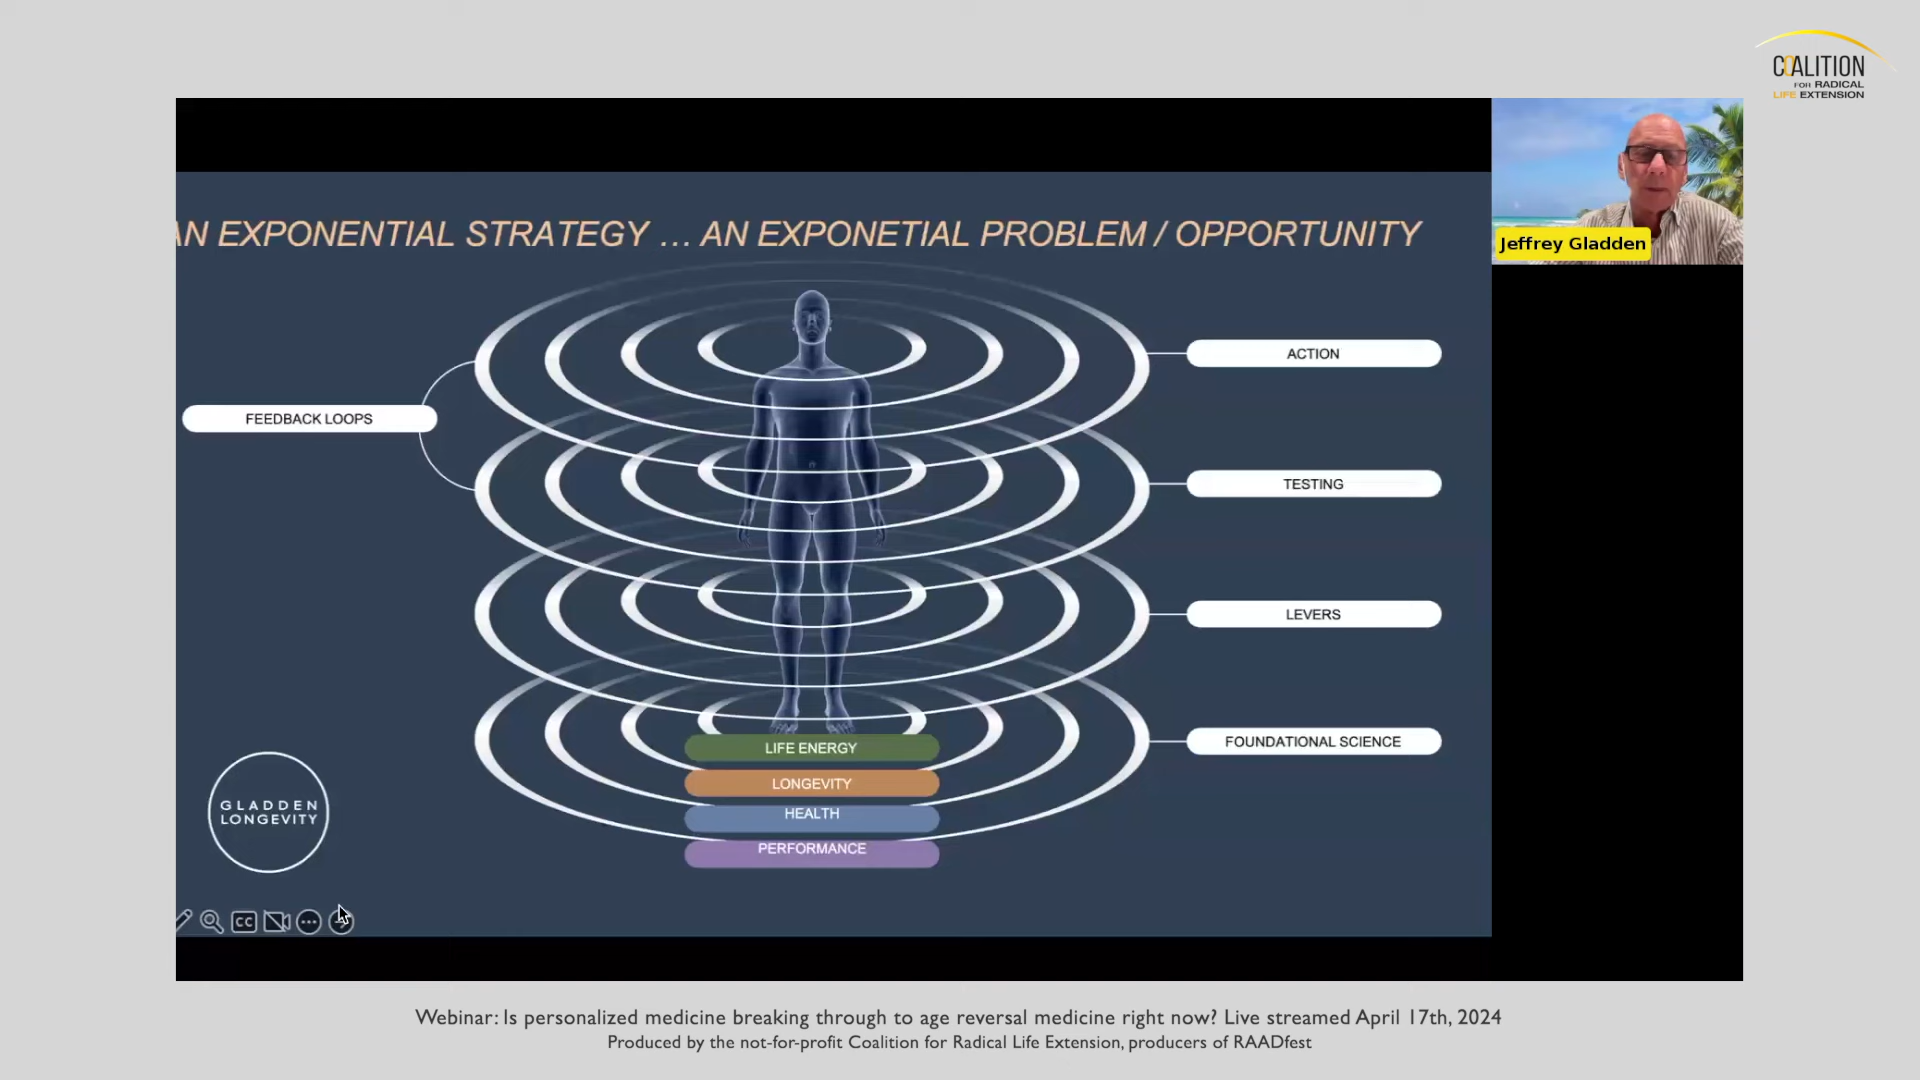 COALITION
FOR RADICAL
LIFE EXTENSION
AN EXPONENTIAL STRATEGY … AN EXPONETIAL PROBLEM / OPPORTUNITY
Jeffrey Gladden
ACTION
FEEDBACK LOOPS
TESTING
LEVERS
FOUNDATIONAL SCIENCE
LIFE ENERGY
LONGEVITY
HEALTH
PERFORMANCE
GLADDEN
LONGEVITY
CC
Webinar: Is personalized medicine breaking through to age reversal medicine right now? Live streamed April 17th, 2024
Produced by the not-for-profit Coalition for Radical Life Extension, producers of RAADfest